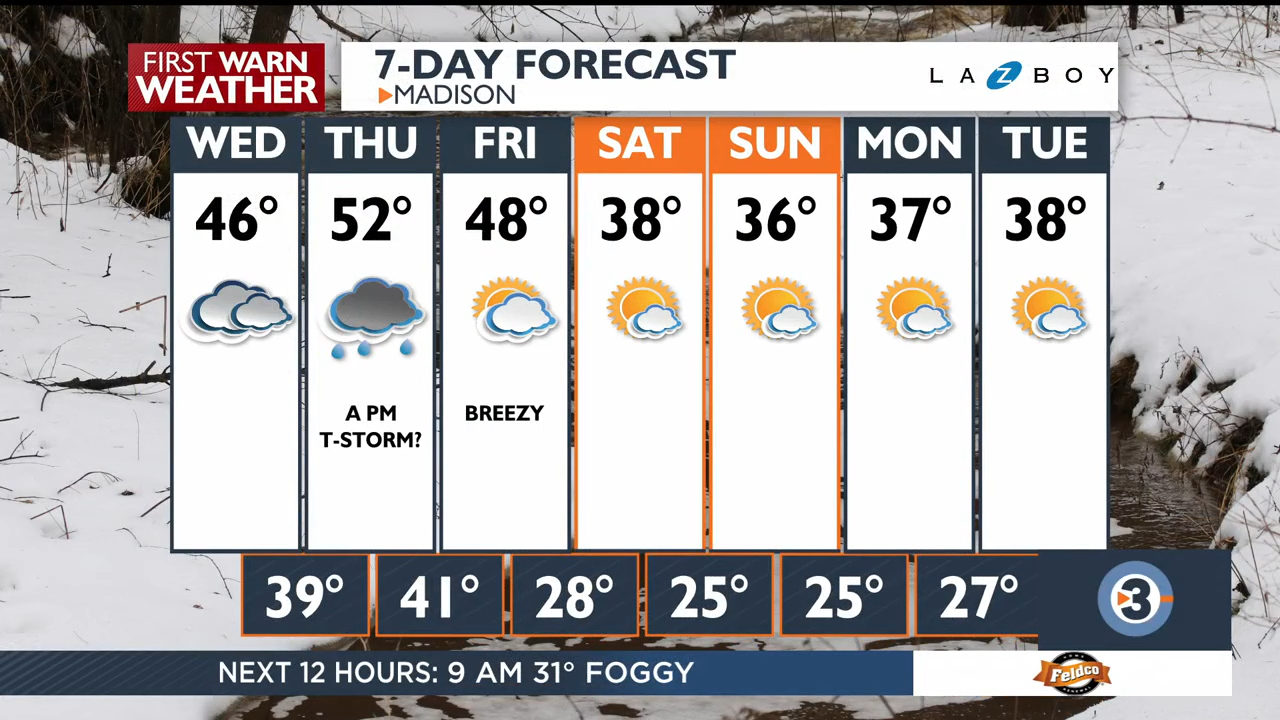 FIRST WARN
WEATHER
7-DAY FORECAST
MADISON
LAZBOY
WED THU FRI SAT SUN MON TUE
46° 52° 48° 38° 36° 37° 38°
A PM
T-STORM?
BREEZY
39° 41° 28° 25° 25° 27°
3
NEXT 12 HOURS: 9 AM 31° FOGGY
Feldco